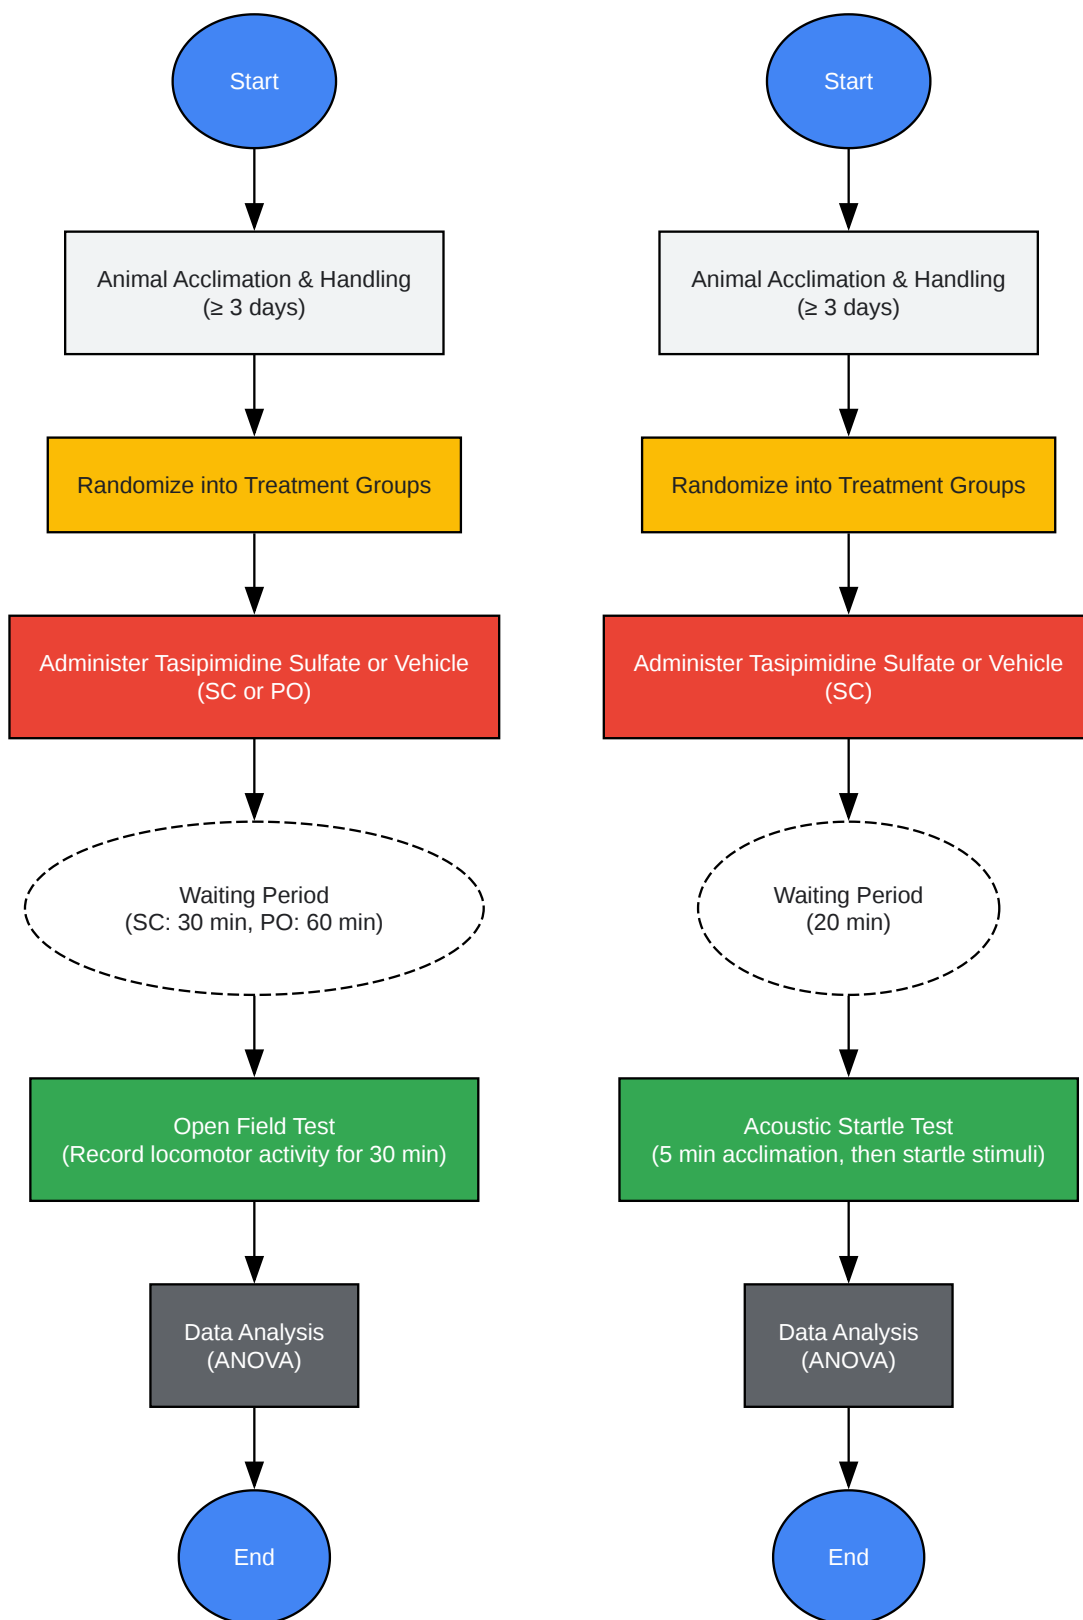 Start
Animal Acclimation & Handling
(≥ 3 days)
Randomize into Treatment Groups
Administer Tasipimidine Sulfate or Vehicle
(SC or PO)
Waiting Period
(SC: 30 min, PO: 60 min)
Open Field Test
(Record locomotor activity for 30 min)
Data Analysis
(ANOVA)
End
Start
Animal Acclimation & Handling
(≥ 3 days)
Randomize into Treatment Groups
Administer Tasipimidine Sulfate or Vehicle
(SC)
Waiting Period
(20 min)
Acoustic Startle Test
(5 min acclimation, then startle stimuli)
Data Analysis
(ANOVA)
End